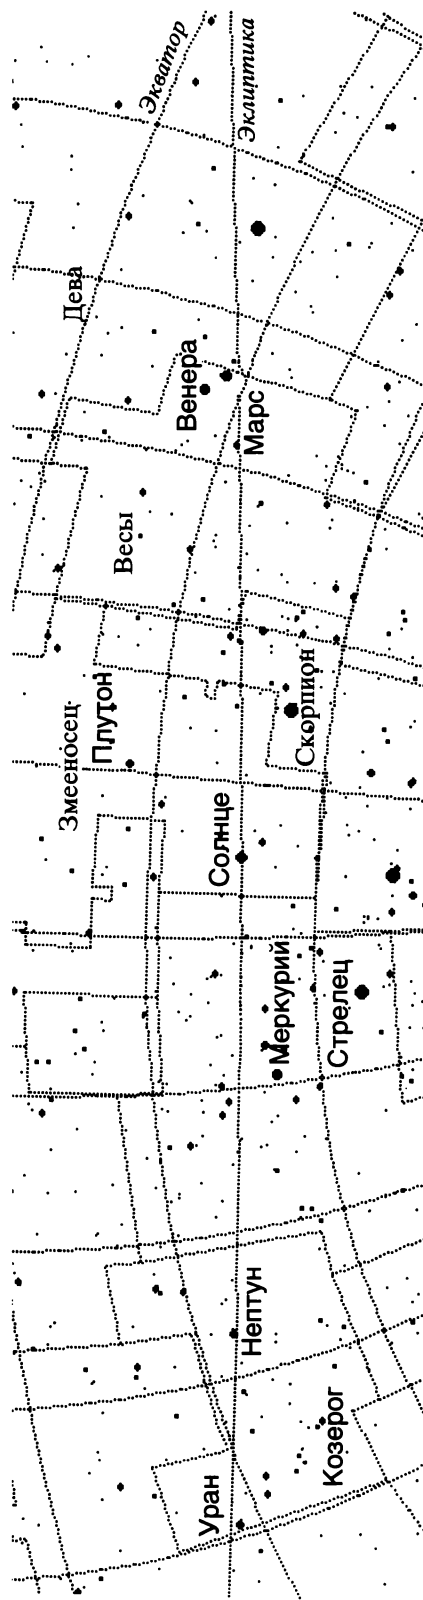 Экватор
Эклиптика
Дева
Венера
Марс
Весы
Змееносец
Плутон
Скорпион
Солнце
Меркурий
Стрелец
Нептун
Козерог
Уран